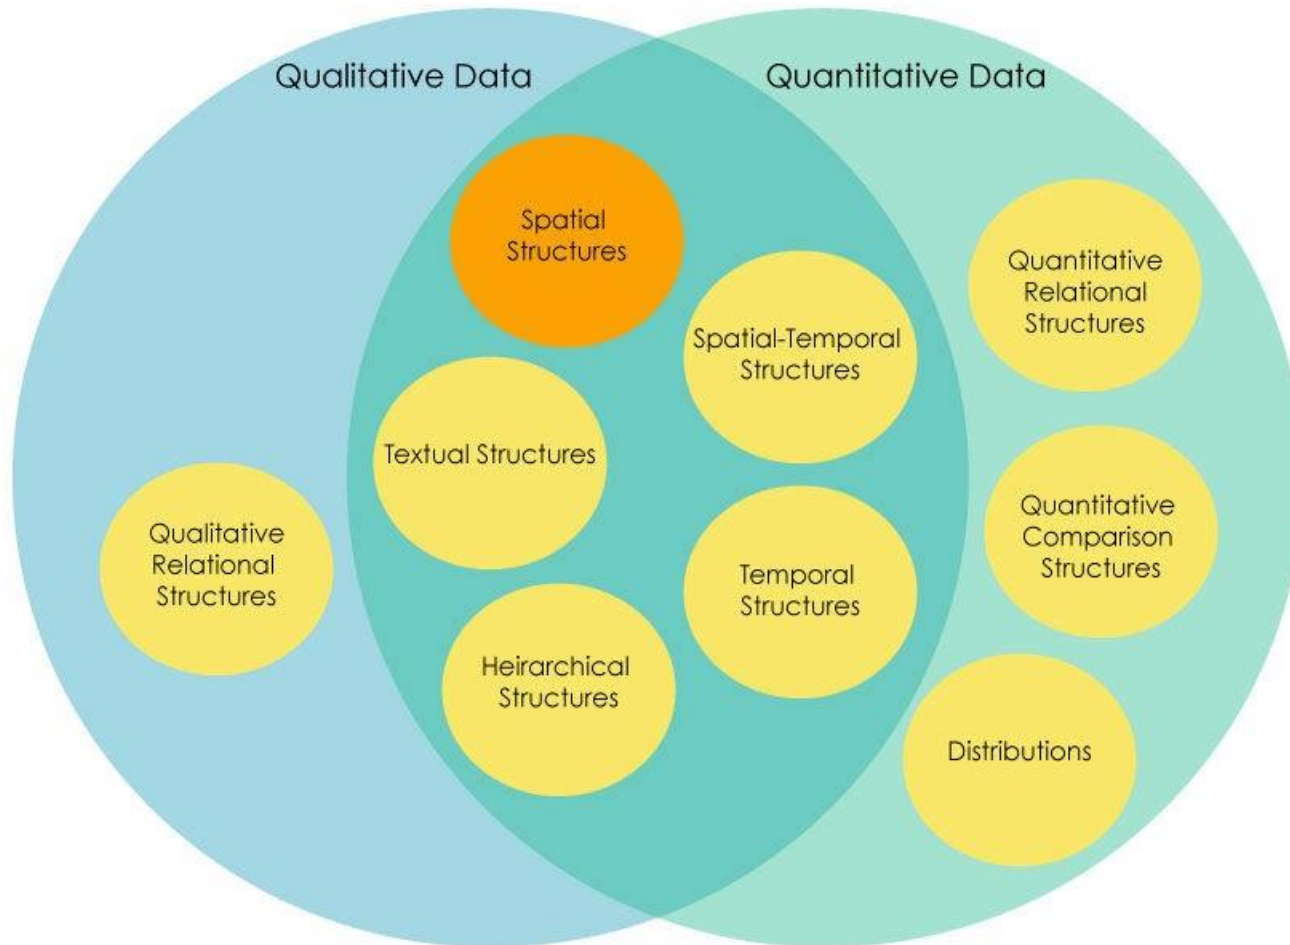 Qualitative Data
Quantitative Data
Spatial
Structures
Quantitative
Relational
Structures
Spatial-Temporal
Structures
Textual Structures
Quantitative
Comparison
Structures
Qualitative
Relational
Structures
Temporal
Structures
Heirarchical
Structures
Distributions